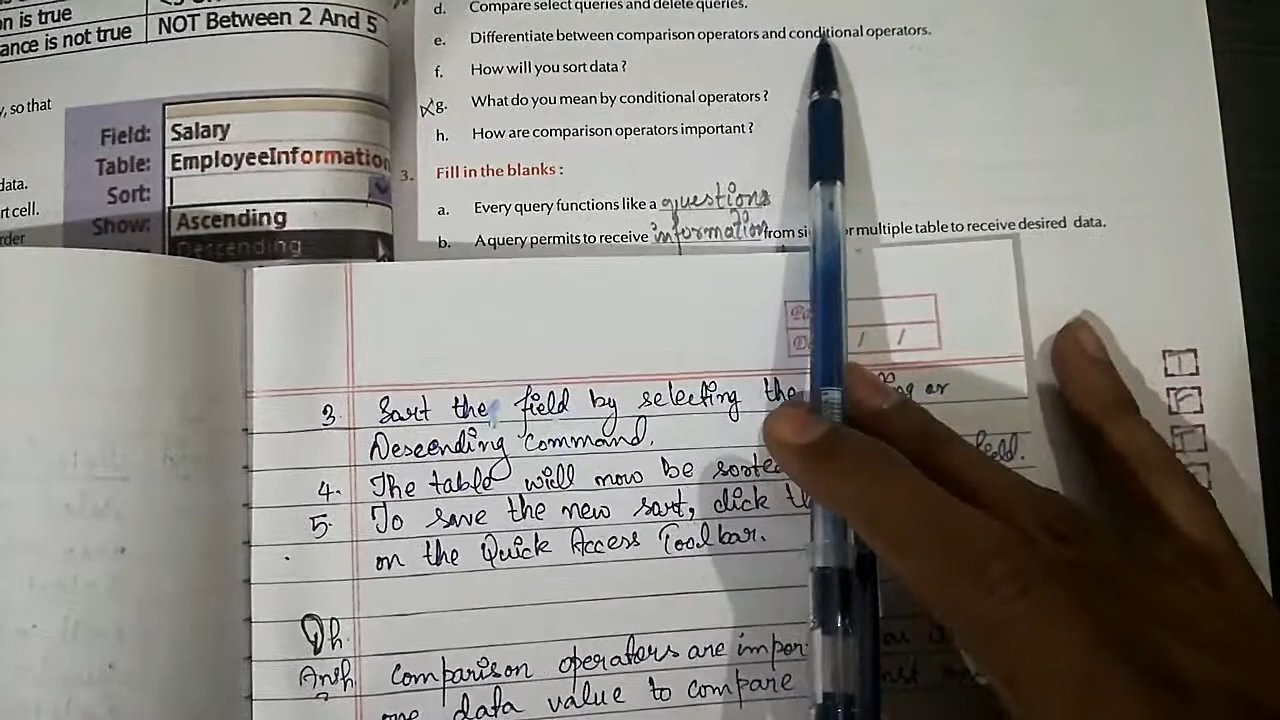 on is true
ance is not true
NOT Between 2 And 5
, so that
Field: Salary
Table: EmployeeInformation
Sort:
Show: Ascending
Descending
data.
rt cell.
rder
d. Compare select queries and delete queries.
e. Differentiate between comparison operators and conditional operators.
f. How will you sort data ?
g. What do you mean by conditional operators ?
h. How are comparison operators important ?
3. Fill in the blanks :
a. Every query functions like a questions
b. A query permits to receive information from or multiple table to receive desired data.
3. Sort the field by selecting the or
Descending Command.
4. The table will now be sorted field.
5. To save the new sort, click
on the Quick Access Toolbar.
Qh.
Ansh Comparison operators are
one data value to compare